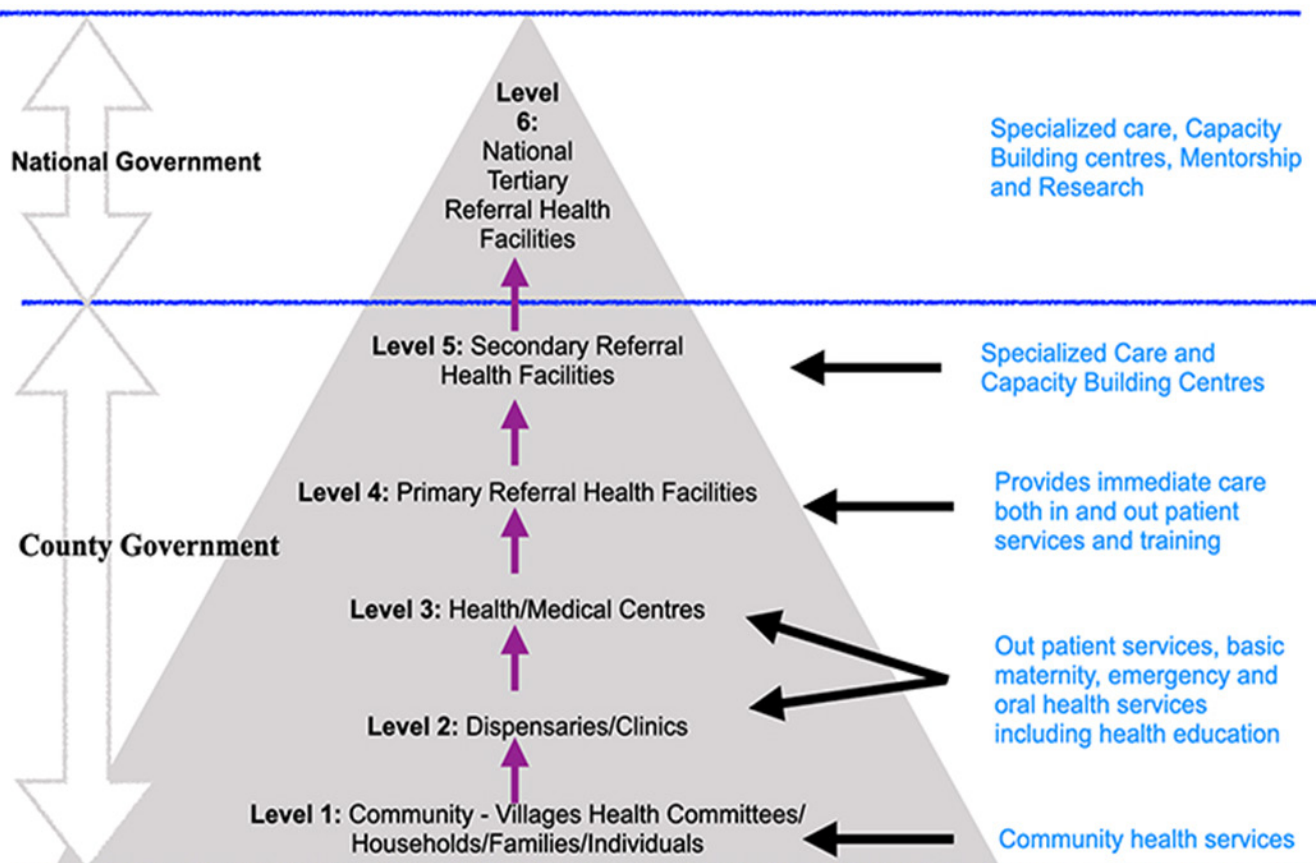 Level
6:
National
Tertiary
Referral Health
Facilities
National Government
Specialized care, Capacity
Building centres, Mentorship
and Research
Level 5: Secondary Referral
Health Facilities
Specialized Care and
Capacity Building Centres
Level 4: Primary Referral Health Facilities
Provides immediate care
both in and out patient
services and training
County Government
Level 3: Health/Medical Centres
Out patient services, basic
maternity, emergency and
oral health services
including health education
Level 2: Dispensaries/Clinics
Level 1: Community - Villages Health Committees/
Households/Families/Individuals
Community health services